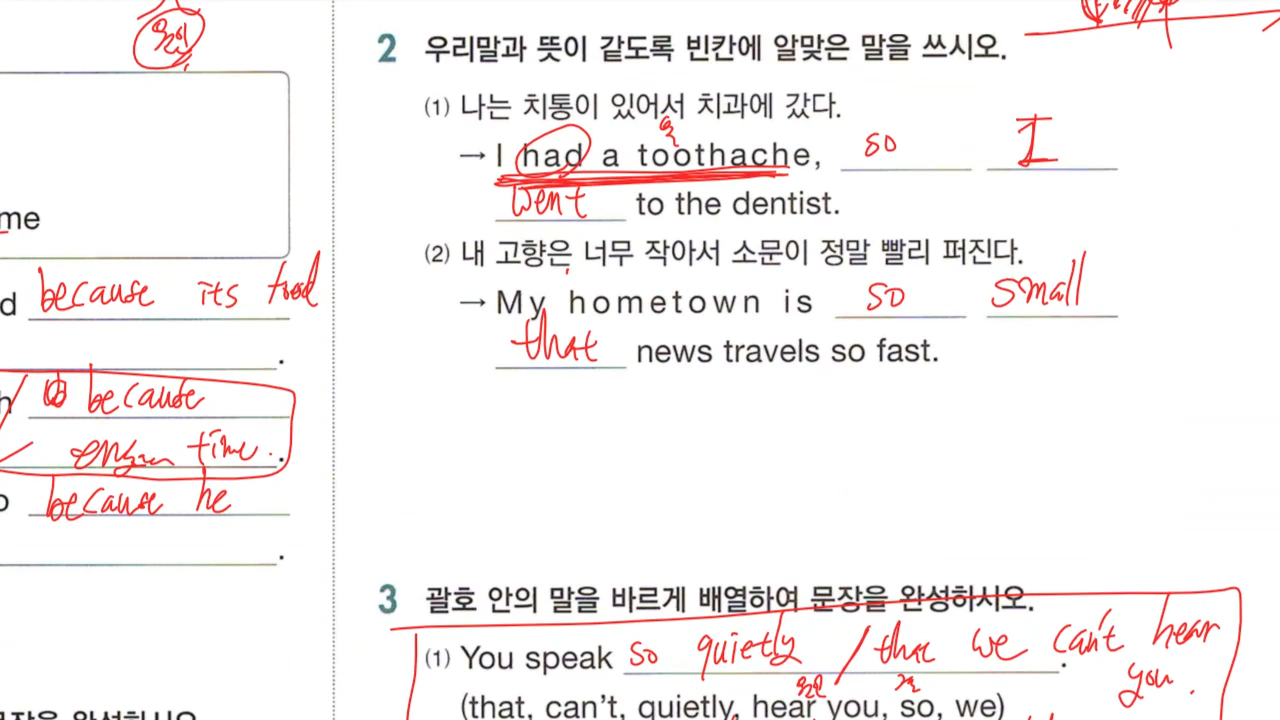 원인
me
d because its food
.
because
time.
because he
.
2 우리말과 뜻이 같도록 빈칸에 알맞은 말을 쓰시오.
(1) 나는 치통이 있어서 치과에 갔다.
→ I had a toothache, so I
went to the dentist.
(2) 내 고향은 너무 작아서 소문이 정말 빨리 퍼진다.
→ My hometown is so small
that news travels so fast.
3 괄호 안의 말을 바르게 배열하여 문장을 완성하시오.
(1) You speak so quietly / that we can't hear
you.
(that, can't, quietly, hear you, so, we)